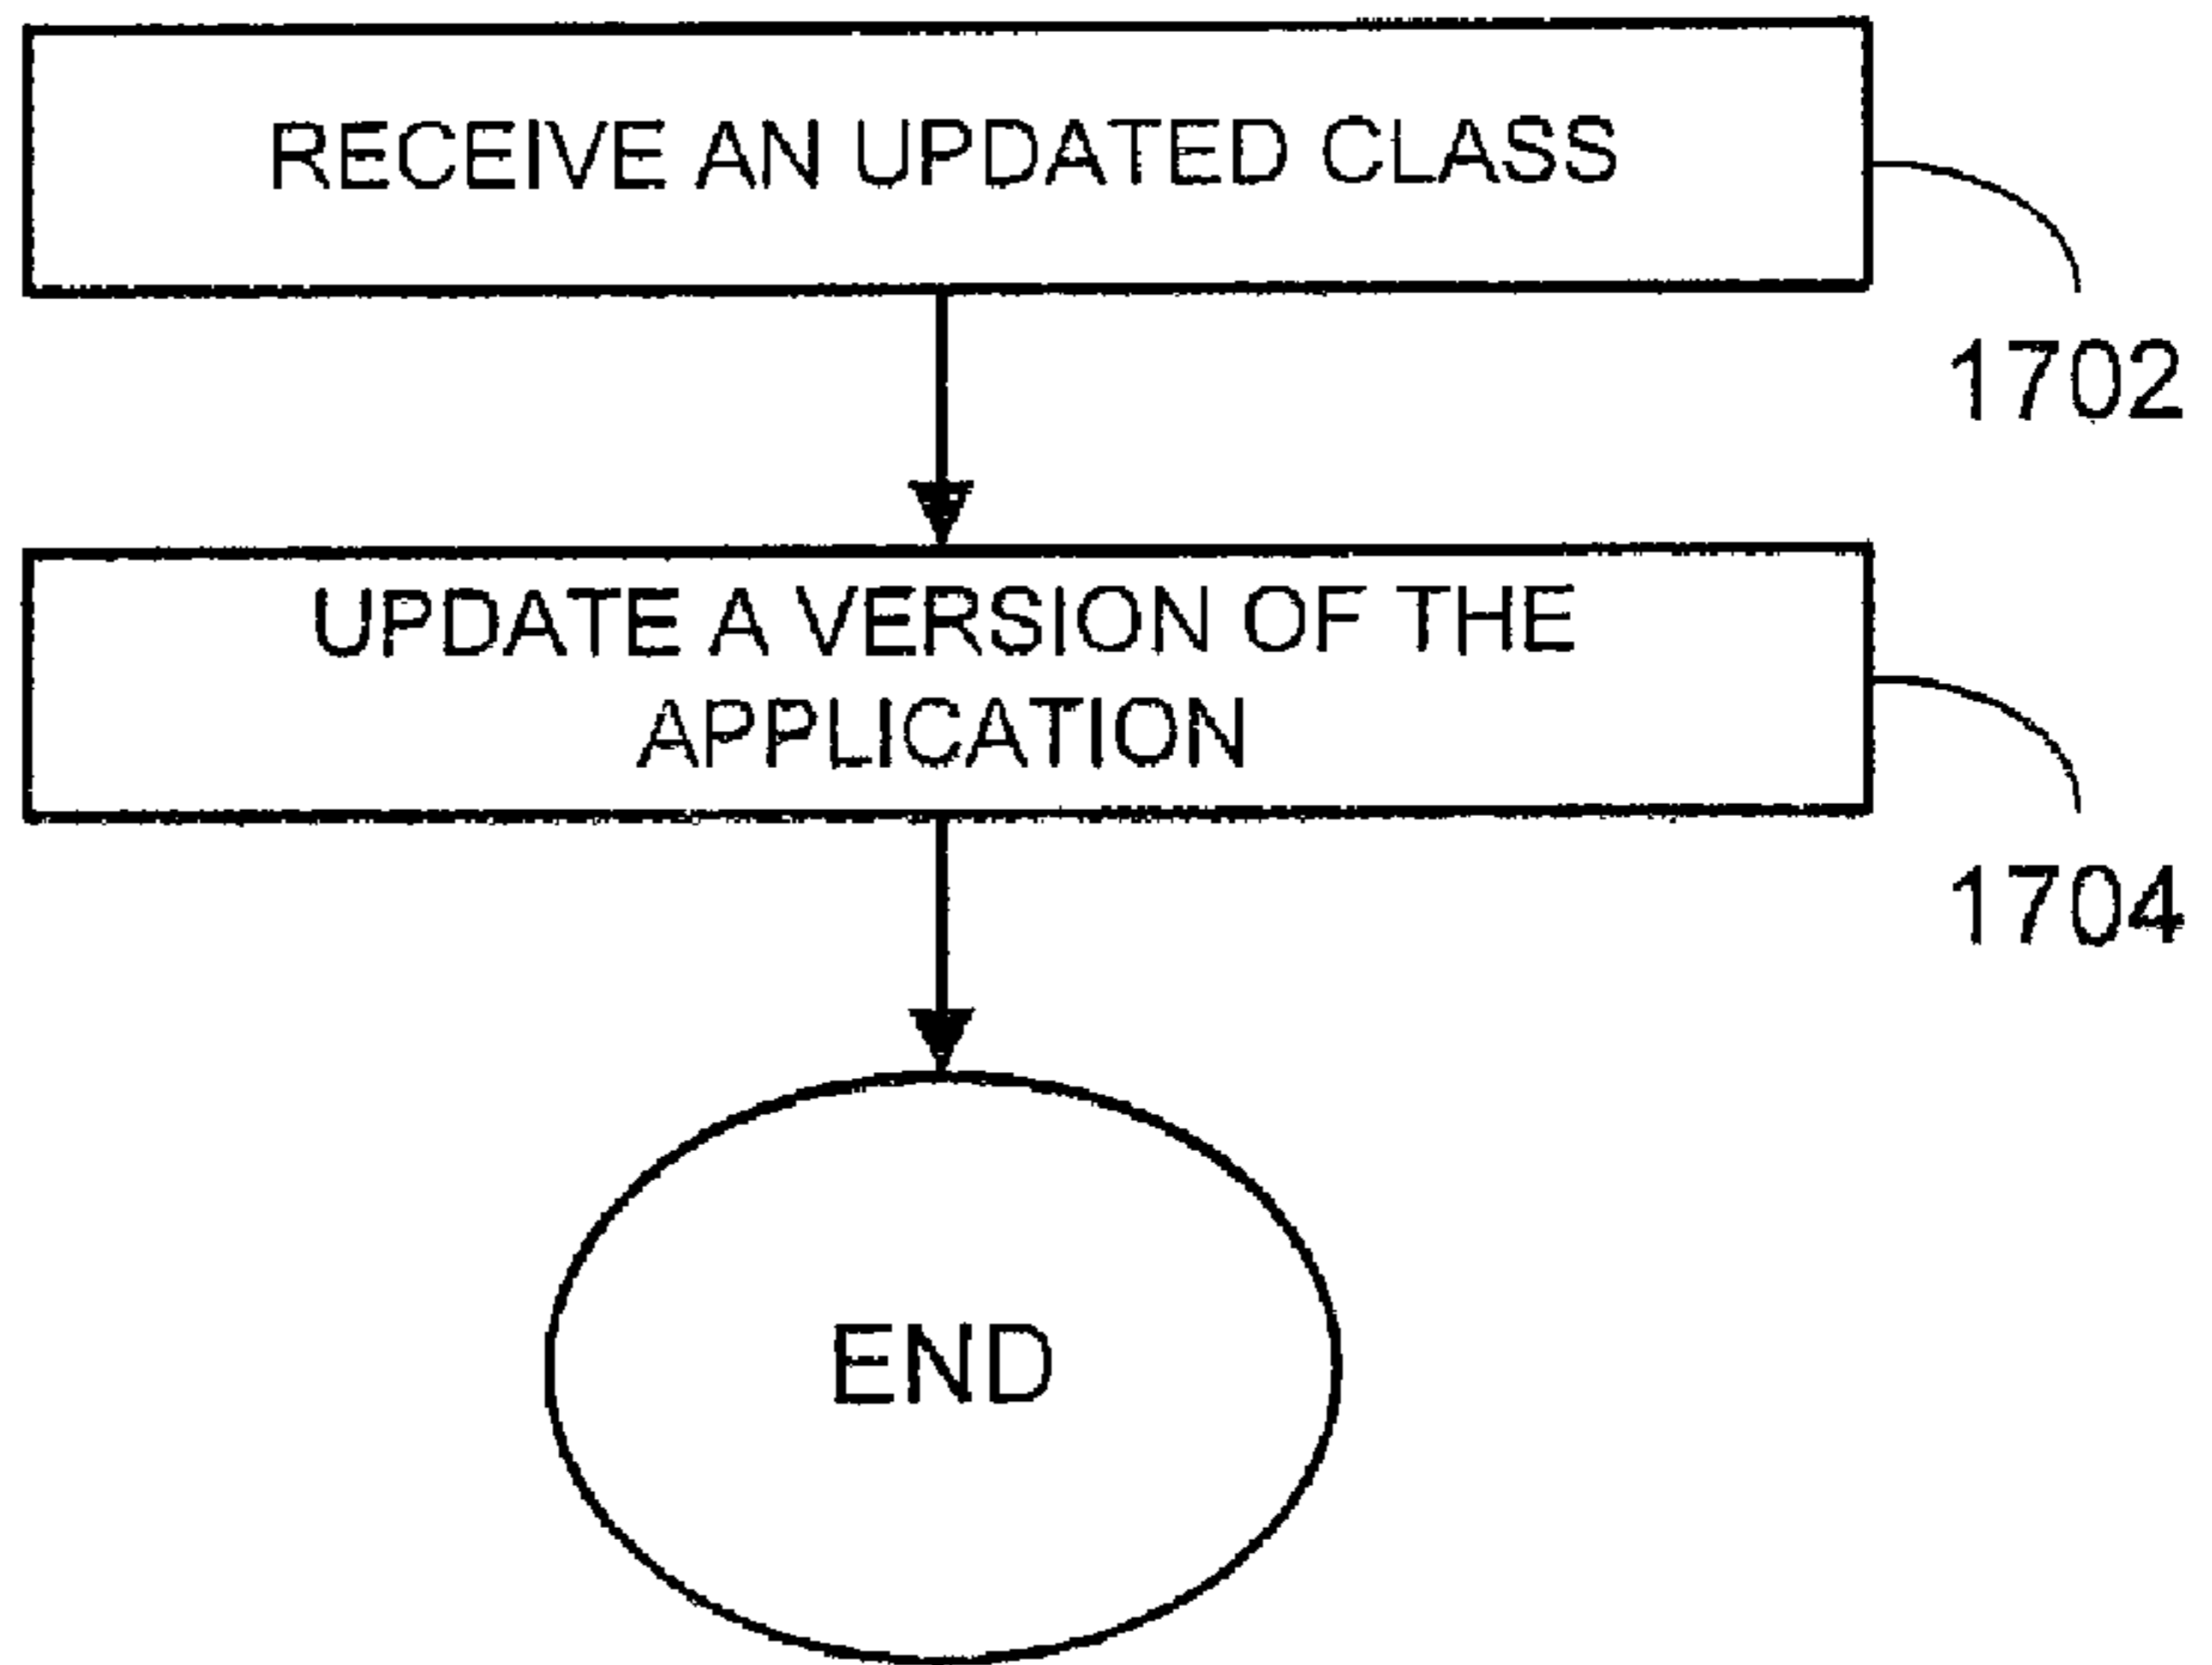 RECEIVE AN UPDATED CLASS
1702
UPDATE A VERSION OF THE
APPLICATION
1704
END